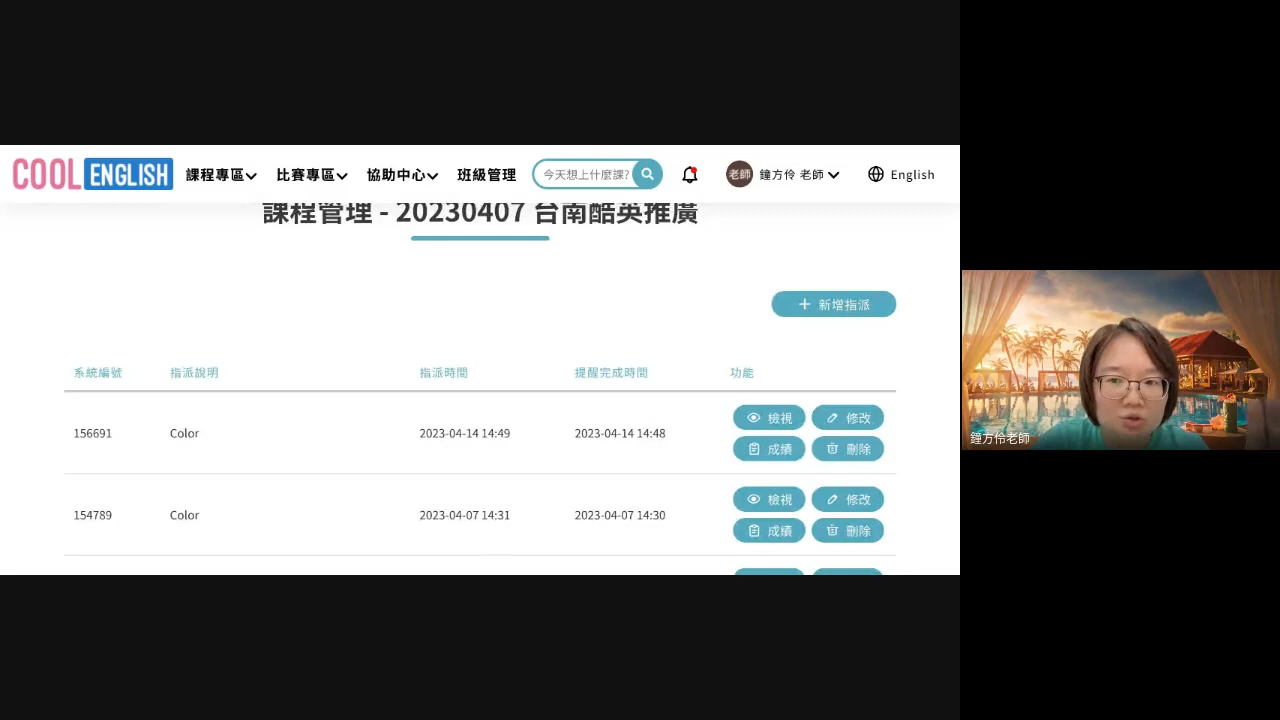 COOL ENGLISH 課程專區 比賽專區 協助中心 班級管理 今天想上什麼課? 老師 鐘方伶 老師 English
課程管理 - 20230407 台南酷英推廣
+ 新增指派
系統編號 指派說明 指派時間 提醒完成時間 功能
156691 Color 2023-04-14 14:49 2023-04-14 14:48 檢視 修改
成績 刪除
154789 Color 2023-04-07 14:31 2023-04-07 14:30 檢視 修改
成績 刪除
鐘方伶老師